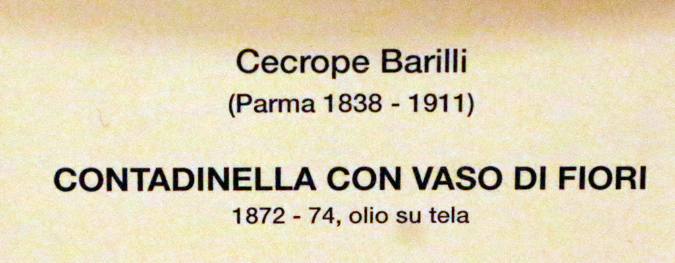 Cecrope Barilli
(Parma 1838 - 1911)
CONTADINELLA CON VASO DI FIORI
1872 - 74, olio su tela